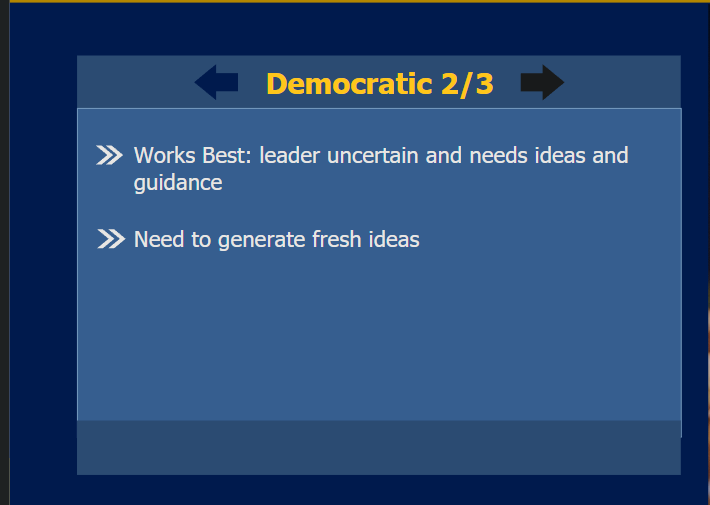 Democratic 2/3
Works Best: leader uncertain and needs ideas and
guidance
Need to generate fresh ideas